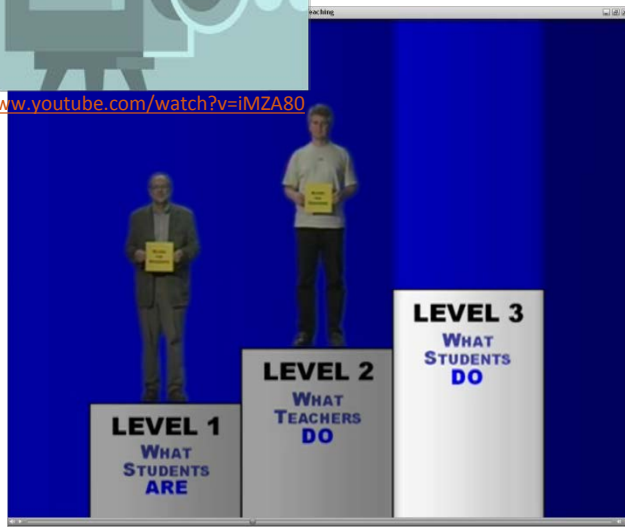 eaching
ww.youtube.com/watch?v=iMZA80
LEVEL 1
WHAT
STUDENTS
ARE
LEVEL 2
WHAT
TEACHERS
DO
LEVEL 3
WHAT
STUDENTS
DO